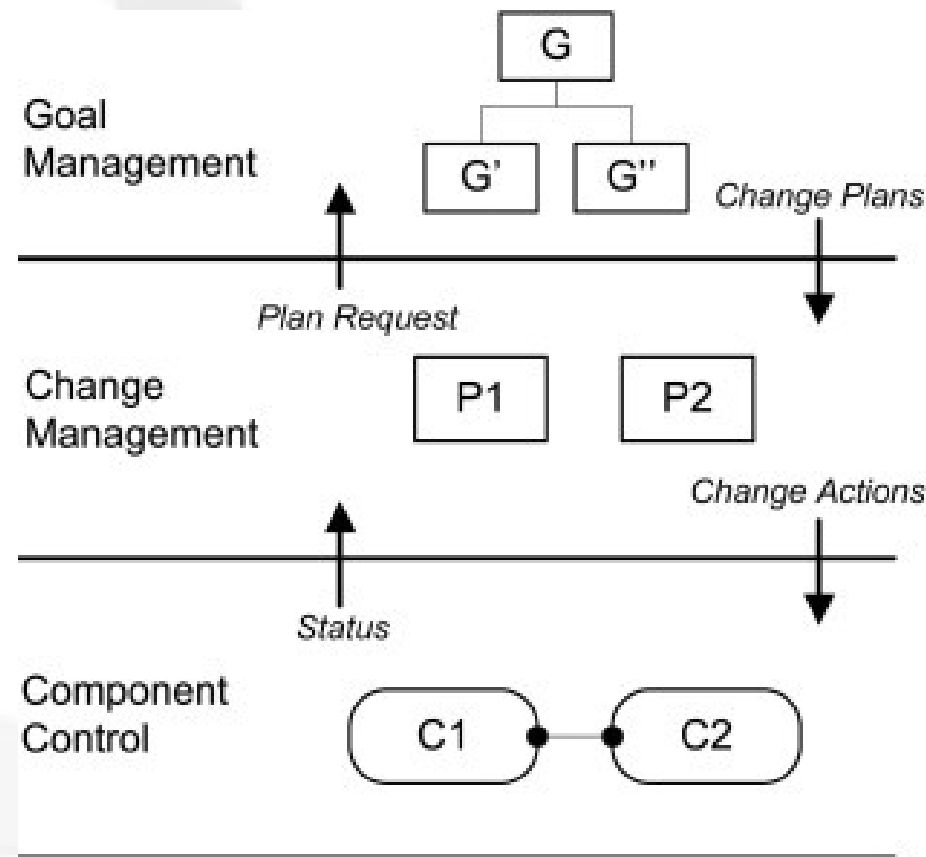 G
Goal
Management
G’
G’’
Change Plans
Plan Request
Change
Management
P1
P2
Change Actions
Status
Component
Control
C1
C2